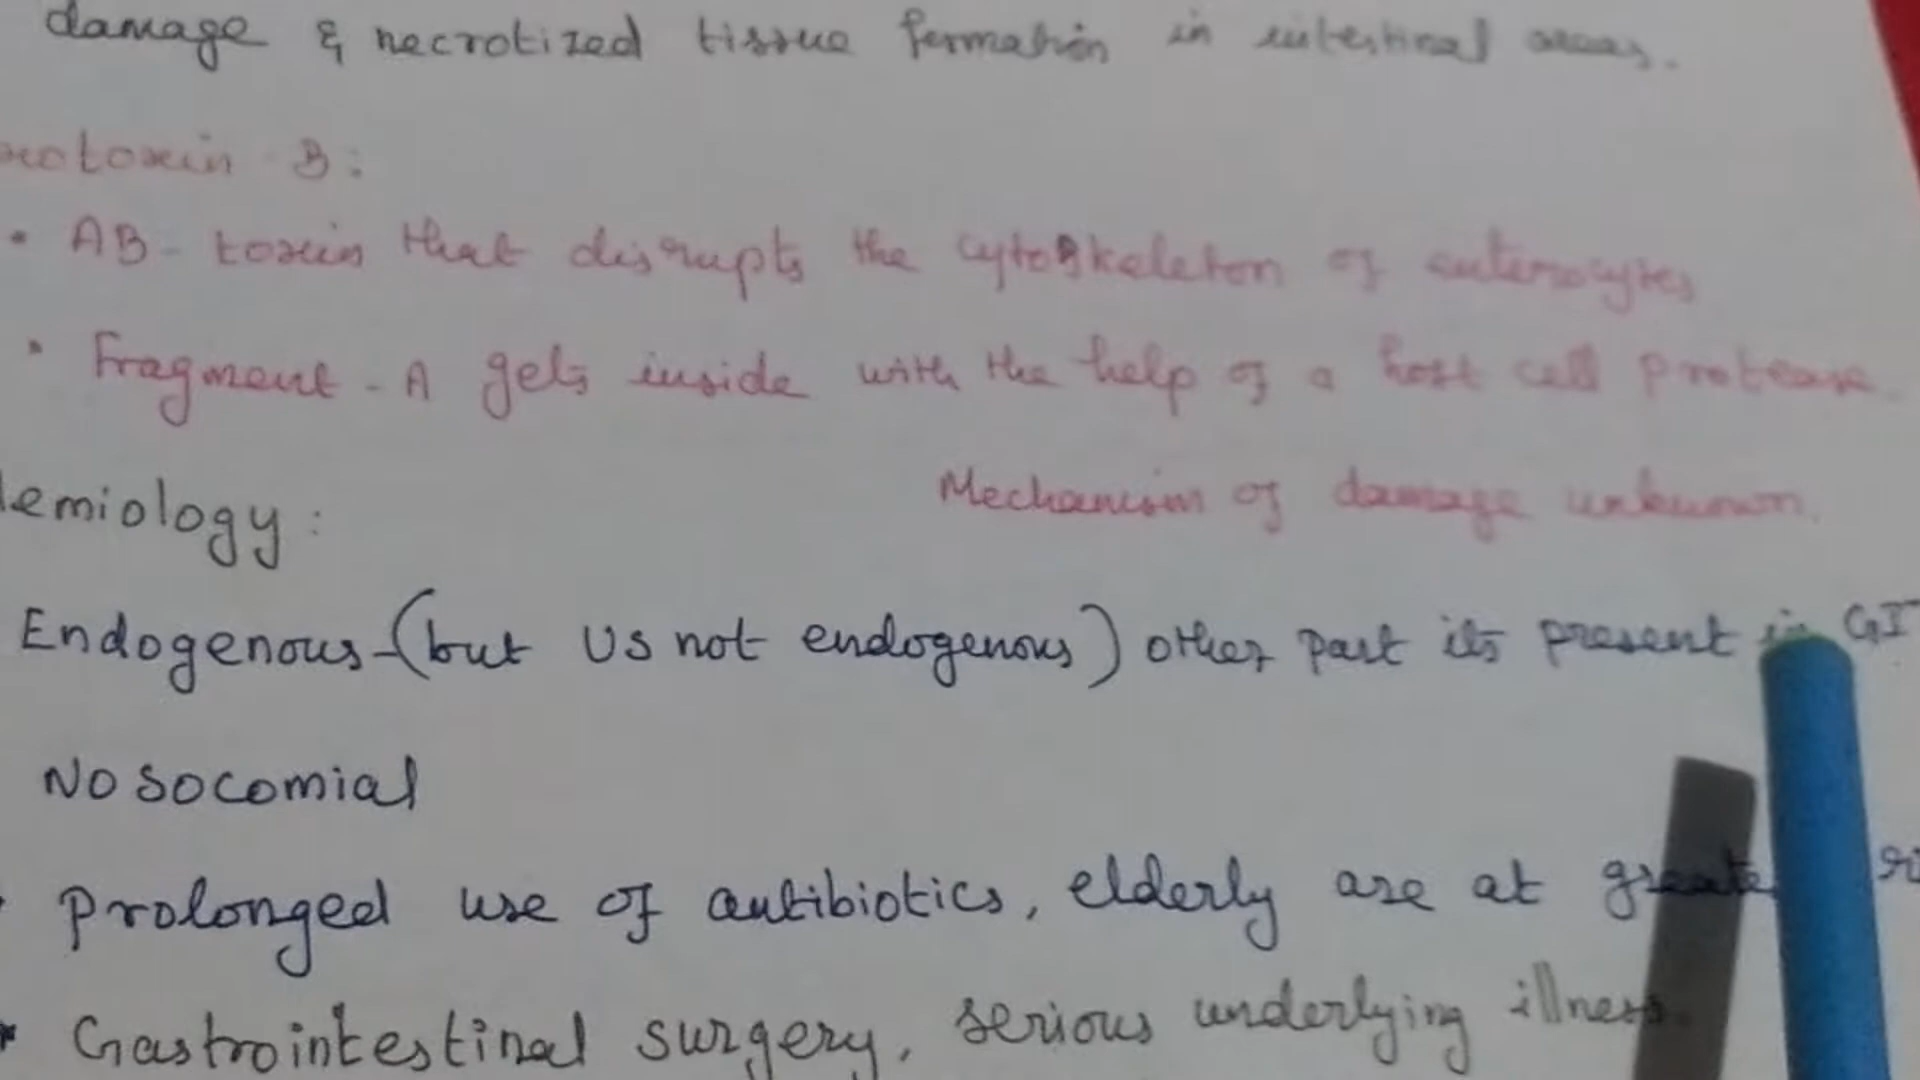 damage & necrotized tissue formation in intestinal areas.
otoxin - B:
• AB - toxin that disrupts the cytoskeleton of enterocytes
• Fragment - A gets inside with the help of a host cell protease.
Mechanism of damage unknown.
emiology:
Endogenous - (but US not endogenous) other part its present in GI
Nosocomial
Prolonged use of antibiotics, elderly are at greate
• Gastrointestinal surgery, serious underlying illness.